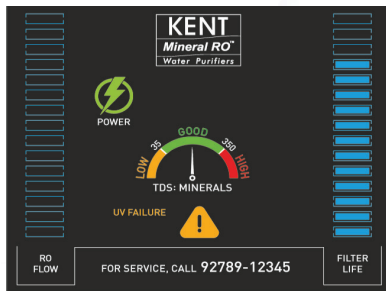 KENT
Mineral RO™
Water Purifiers
POWER
GOOD
35
350
LOW
HIGH
TDS: MINERALS
UV FAILURE
RO
FLOW
FOR SERVICE, CALL 92789-12345
FILTER
LIFE